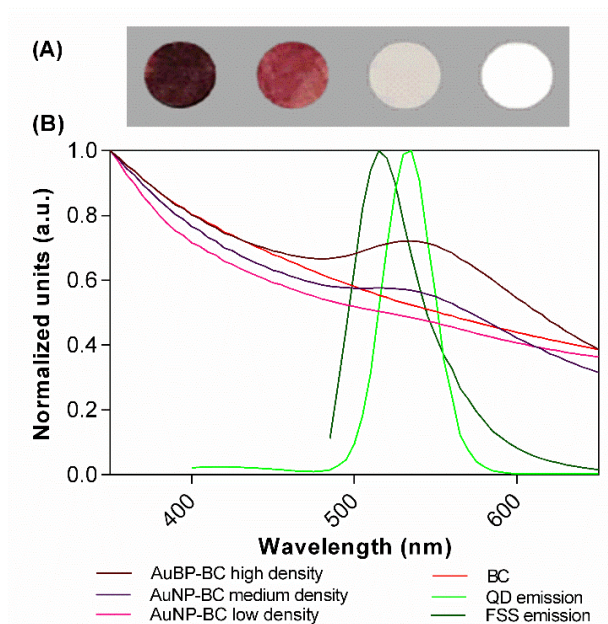 (A)
(B)
Normalized units (a.u.)
1.0
0.8
0.6
0.4
0.2
0.0
400
500
600
Wavelength (nm)
AuBP-BC high density
AuNP-BC medium density
AuNP-BC low density
BC
QD emission
FSS emission